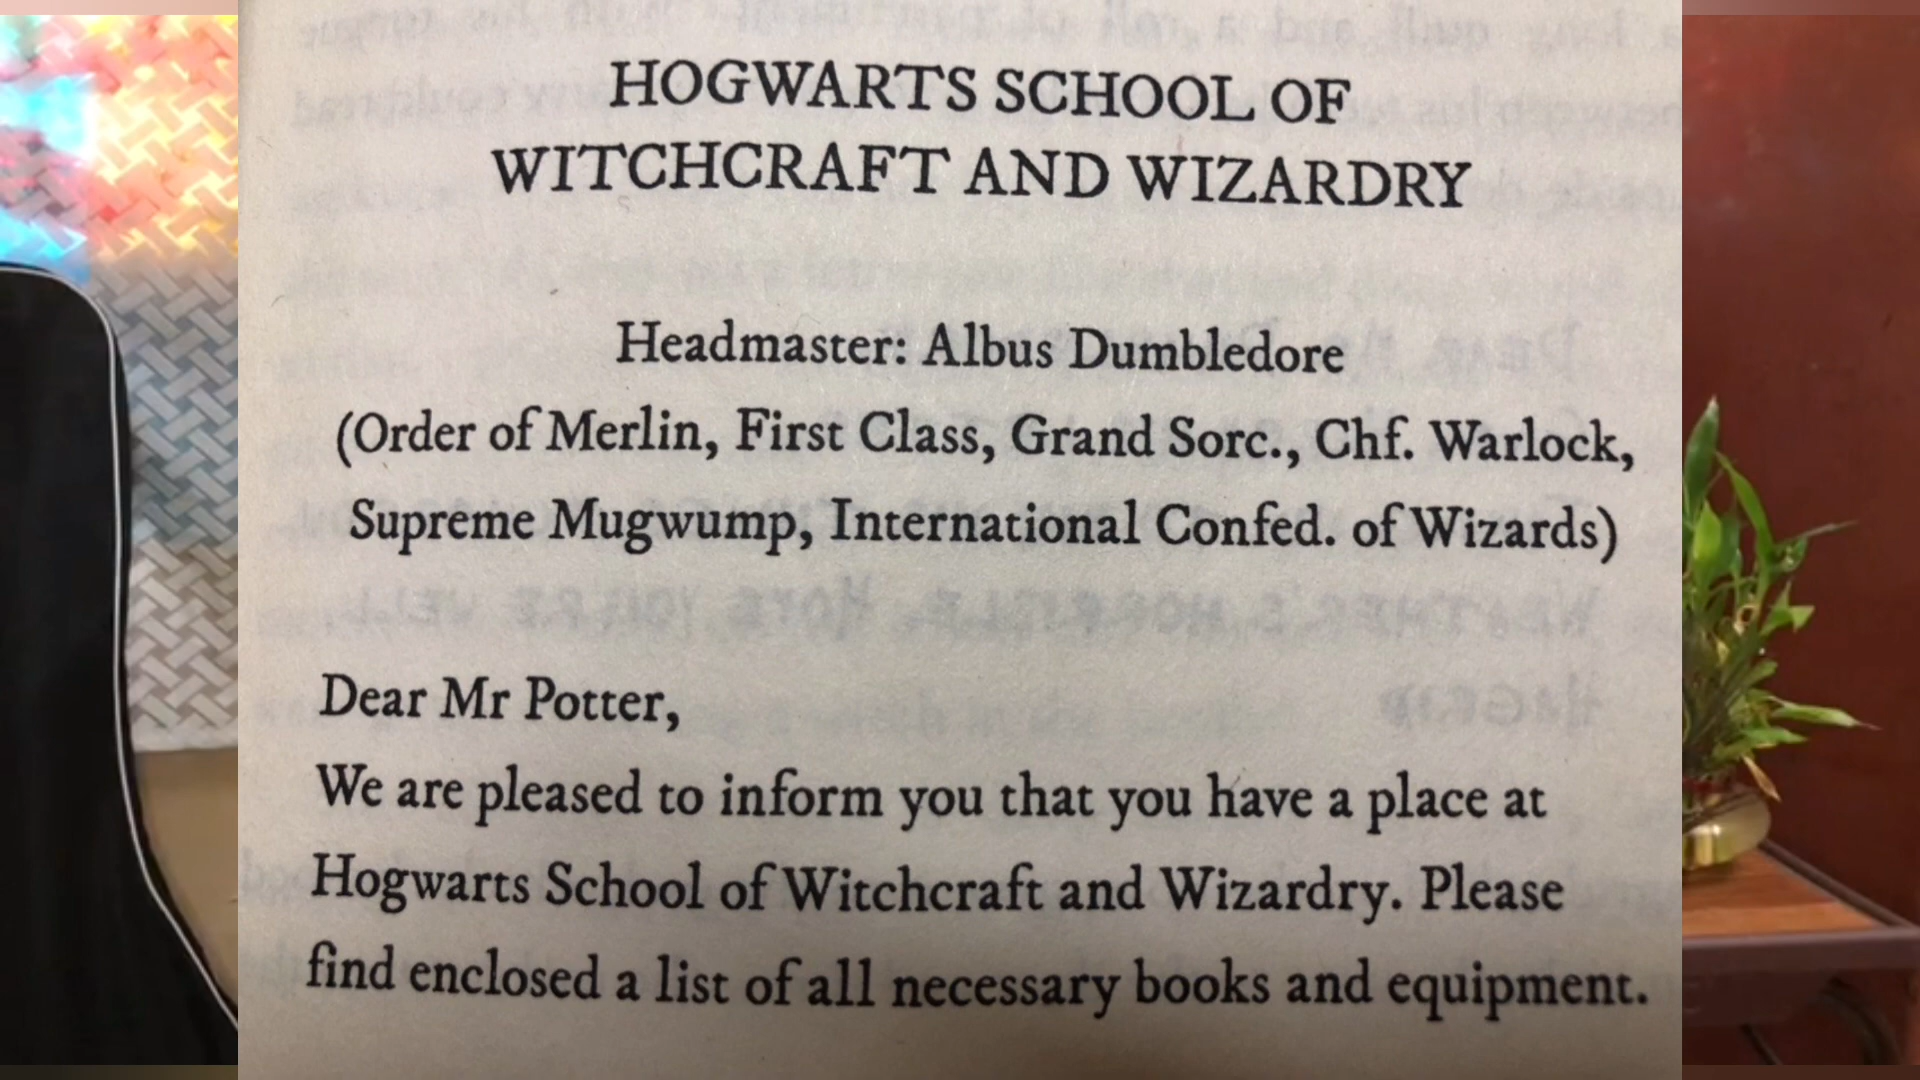 HOGWARTS SCHOOL OF
WITCHCRAFT AND WIZARDRY
Headmaster: Albus Dumbledore
(Order of Merlin, First Class, Grand Sorc., Chf. Warlock,
Supreme Mugwump, International Confed. of Wizards)
Dear Mr Potter,
We are pleased to inform you that you have a place at
Hogwarts School of Witchcraft and Wizardry. Please
find enclosed a list of all necessary books and equipment.